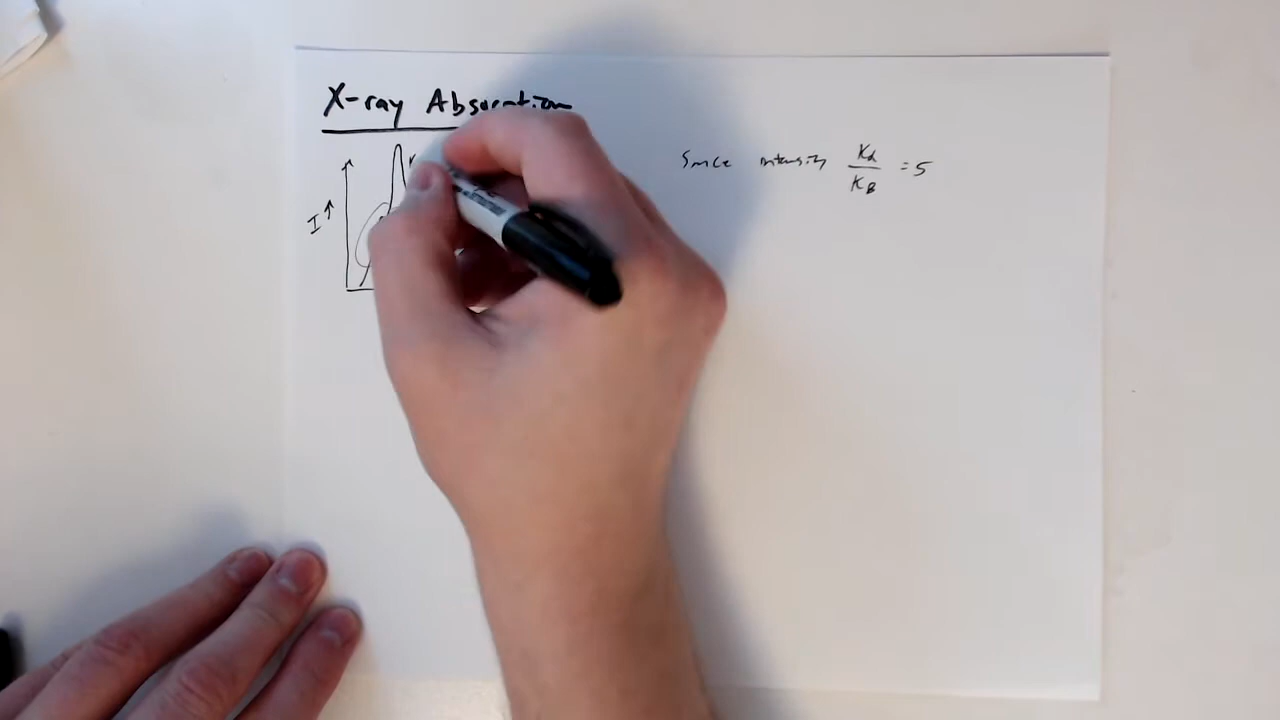 X-ray Absorption
Since intensity Kα
Kβ
= 5
I ↑
K